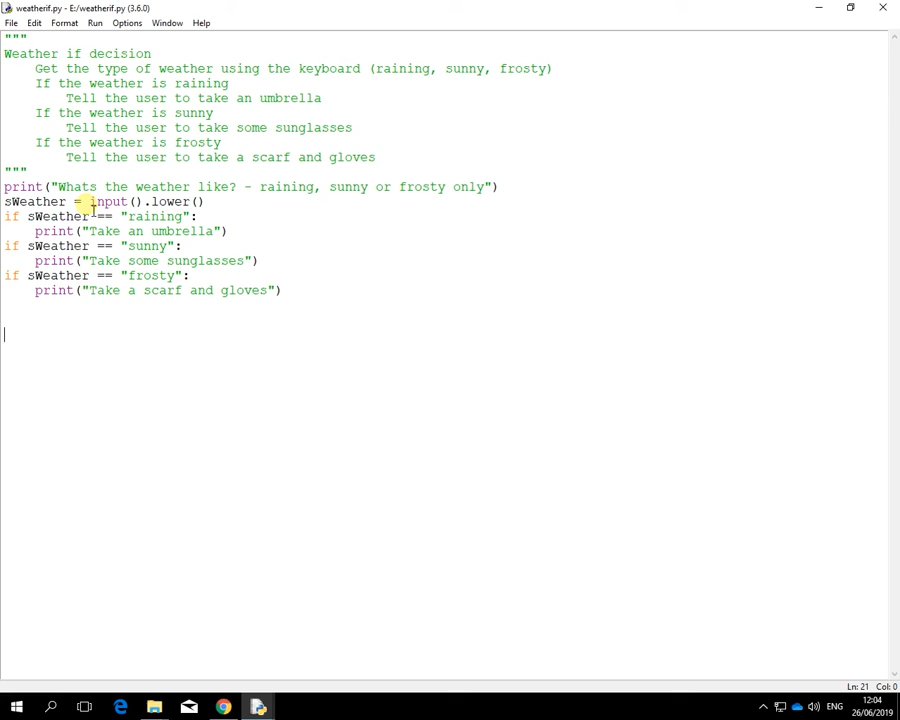 weatherif.py - E:/weatherif.py (3.6.0)
File Edit Format Run Options Window Help
"""
Weather if decision
    Get the type of weather using the keyboard (raining, sunny, frosty)
    If the weather is raining
        Tell the user to take an umbrella
    If the weather is sunny
        Tell the user to take some sunglasses
    If the weather is frosty
        Tell the user to take a scarf and gloves
"""
print("Whats the weather like? - raining, sunny or frosty only")
sWeather = input().lower()
if sWeather == "raining":
    print("Take an umbrella")
if sWeather == "sunny":
    print("Take some sunglasses")
if sWeather == "frosty":
    print("Take a scarf and gloves")
Ln: 21 Col: 0
ENG
12:04
26/06/2019